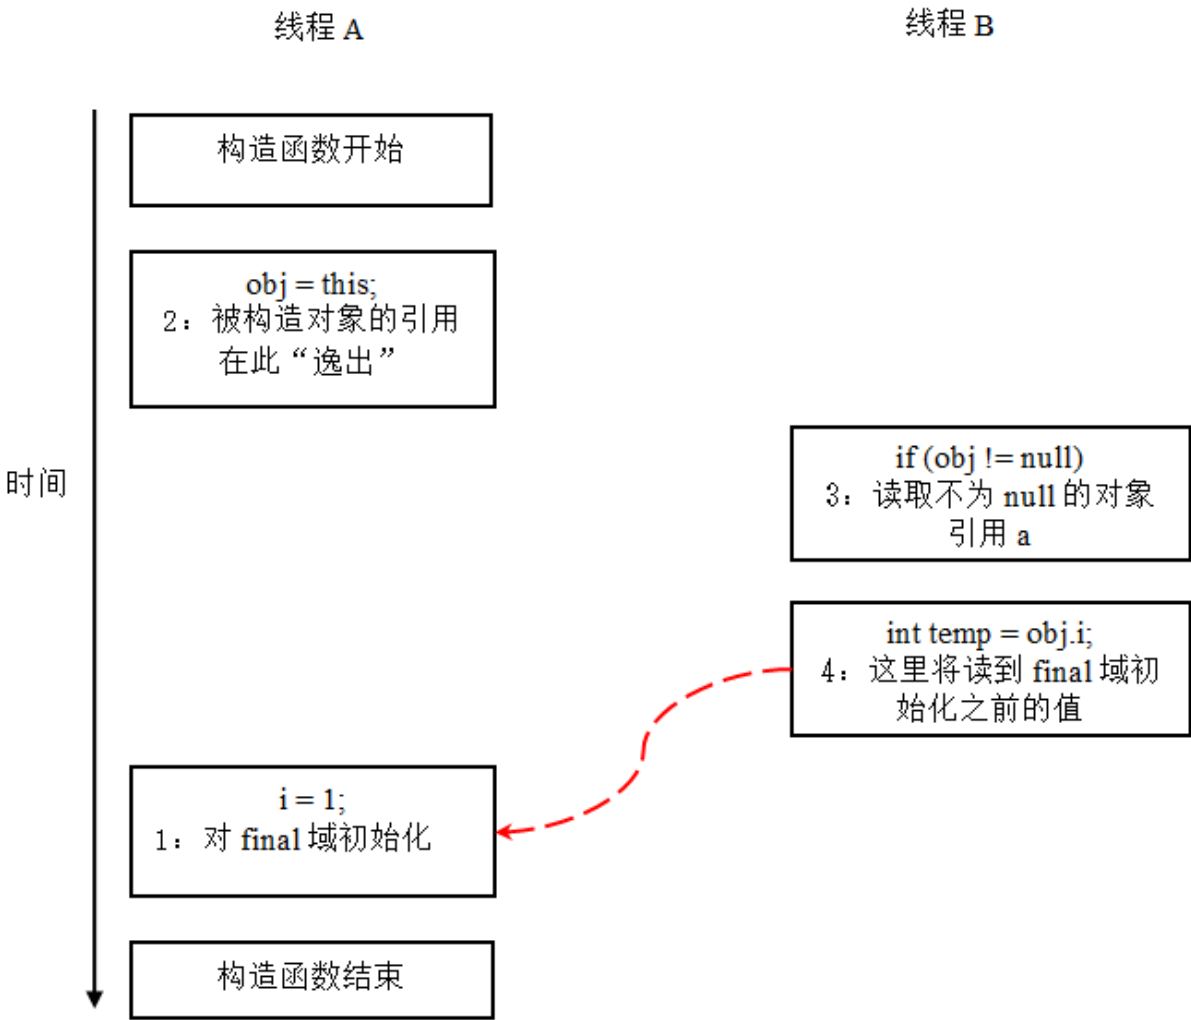 线程 A
线程 B
构造函数开始
obj = this;
2：被构造对象的引用
在此“逸出”
时间
if (obj != null)
3：读取不为 null 的对象
引用 a
int temp = obj.i;
4：这里将读到 final 域初
始化之前的值
i = 1;
1：对 final 域初始化
构造函数结束